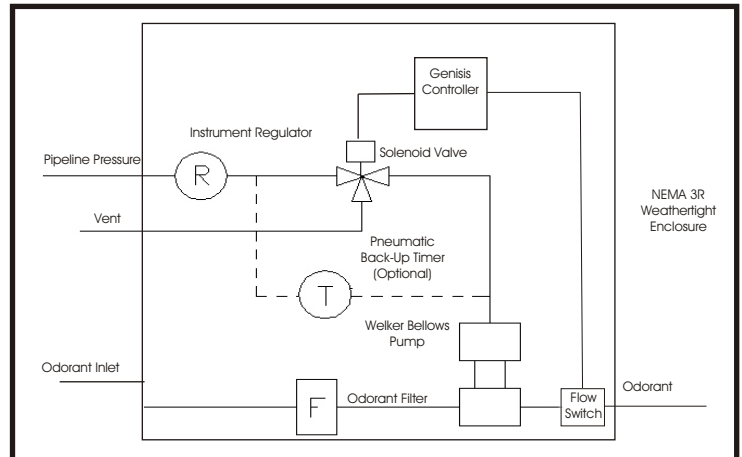 Genisis
Controller
Instrument Regulator
Solenoid Valve
Pipeline Pressure
R
NEMA 3R
Weathertight
Enclosure
Vent
Pneumatic
Back-Up Timer
(Optional)
T
Welker Bellows
Pump
Odorant Inlet
Odorant
F
Odorant Filter
Flow
Switch